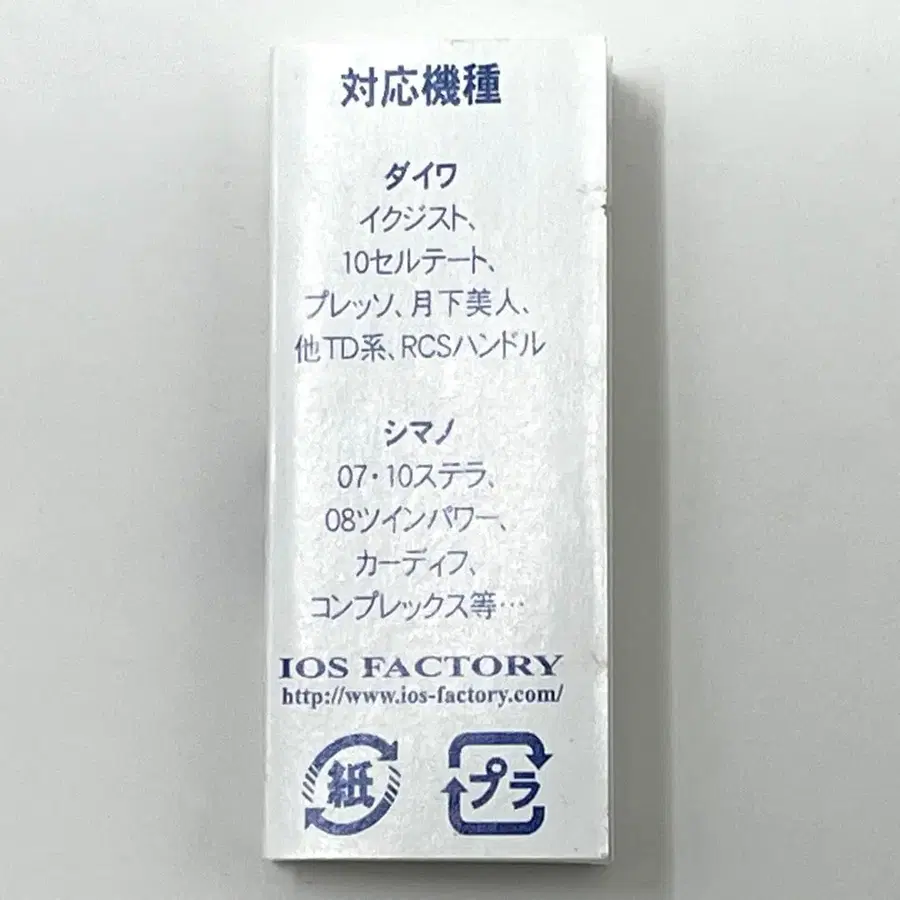 対応機種
ダイワ
イクジスト、
10セルテート、
プレッソ、月下美人、
他TD系、RCSハンドル
シマノ
07・10ステラ、
08ツインパワー、
カーディフ、
コンプレックス等…
IOS FACTORY
http://www.ios-factory.com/
紙
プラ